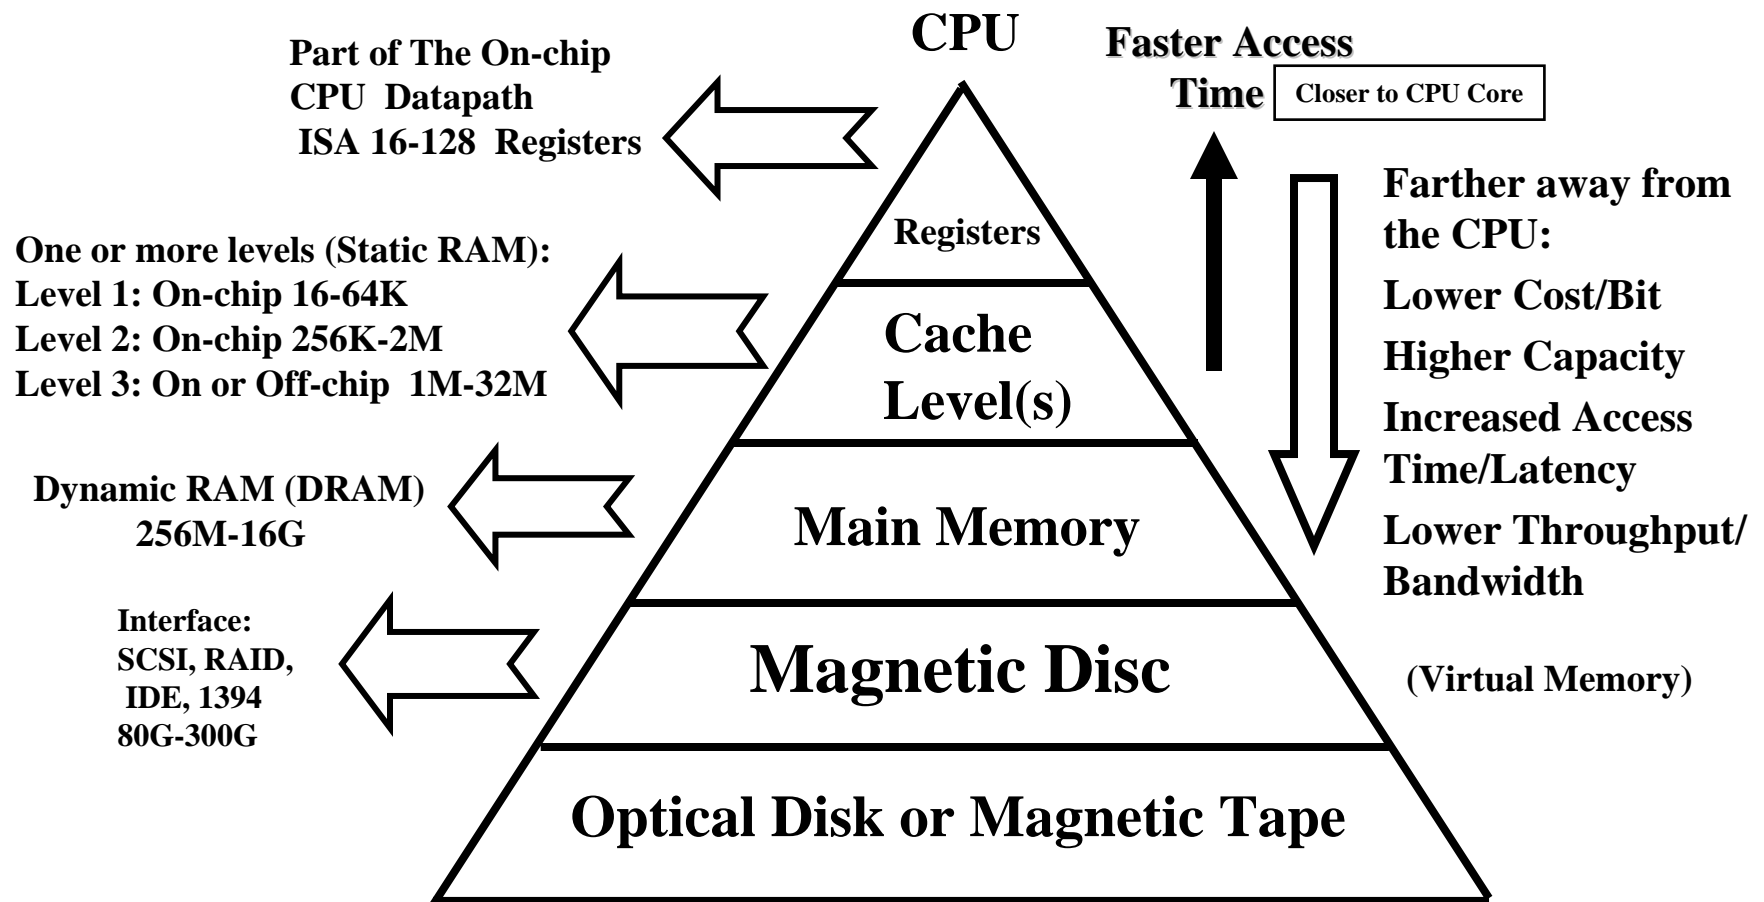 CPU
Part of The On-chip
CPU Datapath
ISA 16-128 Registers
Faster Access
Time
Closer to CPU Core
Registers
One or more levels (Static RAM):
Level 1: On-chip 16-64K
Level 2: On-chip 256K-2M
Level 3: On or Off-chip 1M-32M
Cache
Level(s)
Farther away from
the CPU:
Lower Cost/Bit
Higher Capacity
Increased Access
Time/Latency
Lower Throughput/
Bandwidth
Dynamic RAM (DRAM)
256M-16G
Main Memory
Interface:
SCSI, RAID,
IDE, 1394
80G-300G
Magnetic Disc
(Virtual Memory)
Optical Disk or Magnetic Tape